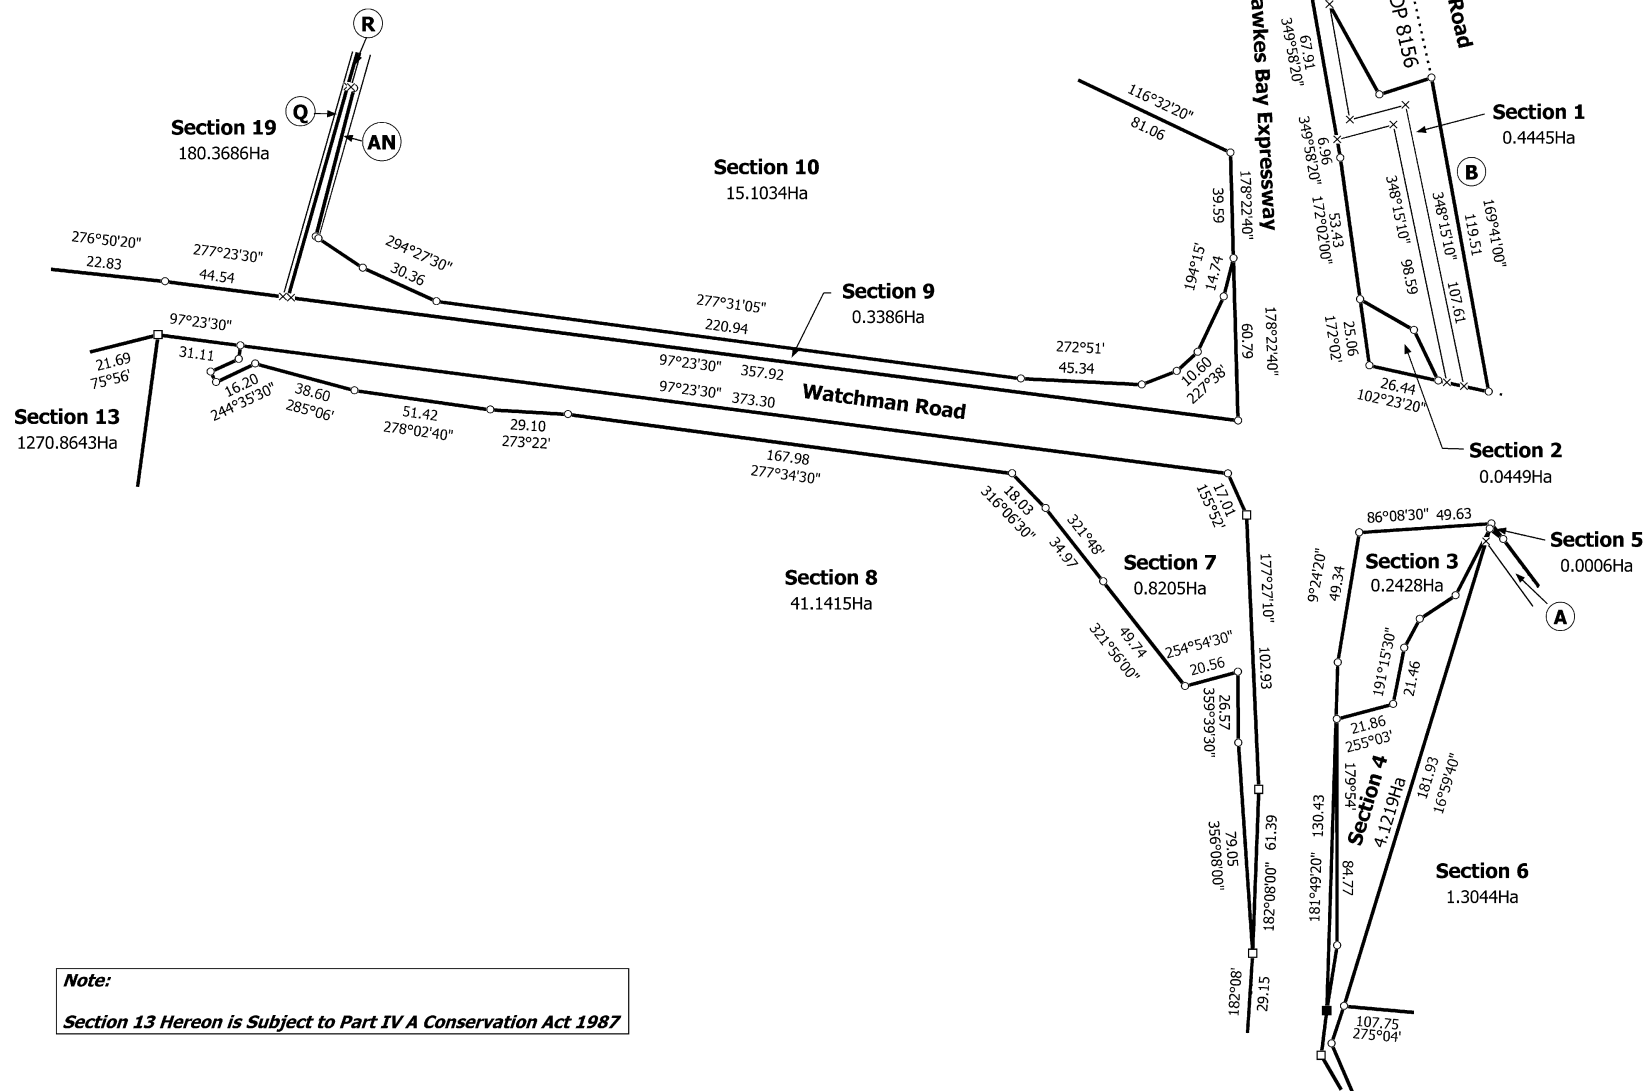 R
Section 19
180.3686Ha
Q
AN
276°50'20"
22.83
277°23'30"
44.54
294°27'30"
30.36
Section 10
15.1034Ha
116°32'20"
81.06
awkes Bay Expressway
178°22'40"
39.59
194°15'
14.74
Section 9
0.3386Ha
277°31'05"
220.94
272°51'
45.34
10.60
227°38'
178°22'40"
60.79
97°23'30" 357.92
97°23'30" 373.30
Watchman Road
97°23'30"
31.11
21.69
75°56'
16.20
244°35'30"
38.60
285°06'
51.42
278°02'40"
29.10
273°22'
167.98
277°34'30"
Section 13
1270.8643Ha
67.91
349°58'20"
DP 8156
Road
Section 1
0.4445Ha
B
6.96
349°58'20"
53.43
172°02'00"
348°15'10" 98.59
348°15'10" 107.61
169°41'00"
119.51
25.06
172°02'
26.44
102°23'20"
Section 2
0.0449Ha
17.01
155°52'
18.03
316°06'30"
321°48'
34.97
Section 7
0.8205Ha
Section 8
41.1415Ha
49.74
321°56'00"
254°54'30"
20.56
26.57
359°39'30"
177°27'10" 102.93
79.05
356°08'00"
182°08'00" 61.39
182°08'
29.15
86°08'30" 49.63
Section 5
0.0006Ha
Section 3
0.2428Ha
A
9°24'20"
49.34
191°15'30"
21.46
21.86
255°03'
179°54'
84.77
Section 4
4.1219Ha
181°49'20" 130.43
181.93
16°59'40"
Section 6
1.3044Ha
107.75
275°04'
Note:
Section 13 Hereon is Subject to Part IV A Conservation Act 1987